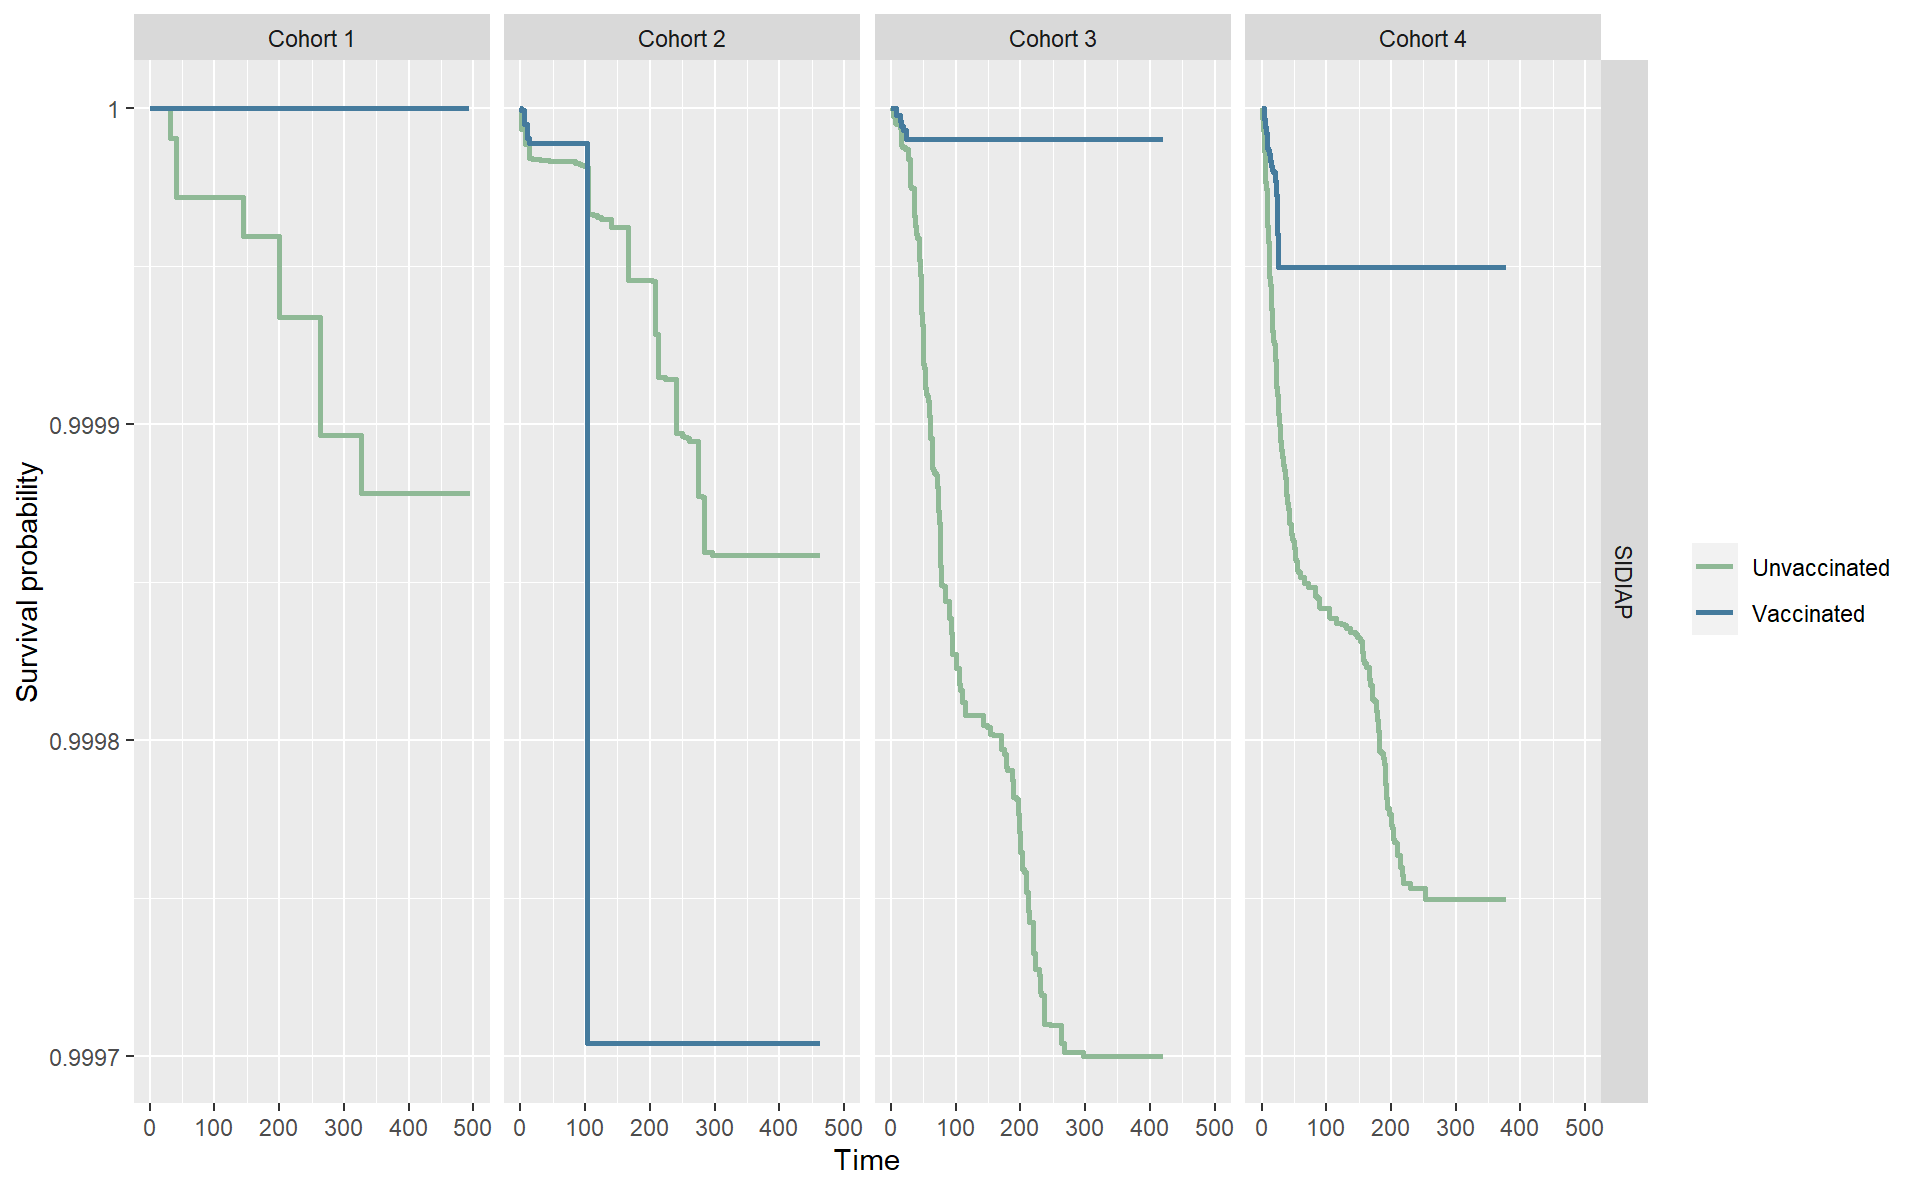 Cohort 1
Cohort 2
Cohort 3
Cohort 4
1
0.9999
0.9998
0.9997
Survival probability
SIDIAP
Unvaccinated
Vaccinated
0 100 200 300 400 500
0 100 200 300 400 500
0 100 200 300 400 500
0 100 200 300 400 500
Time